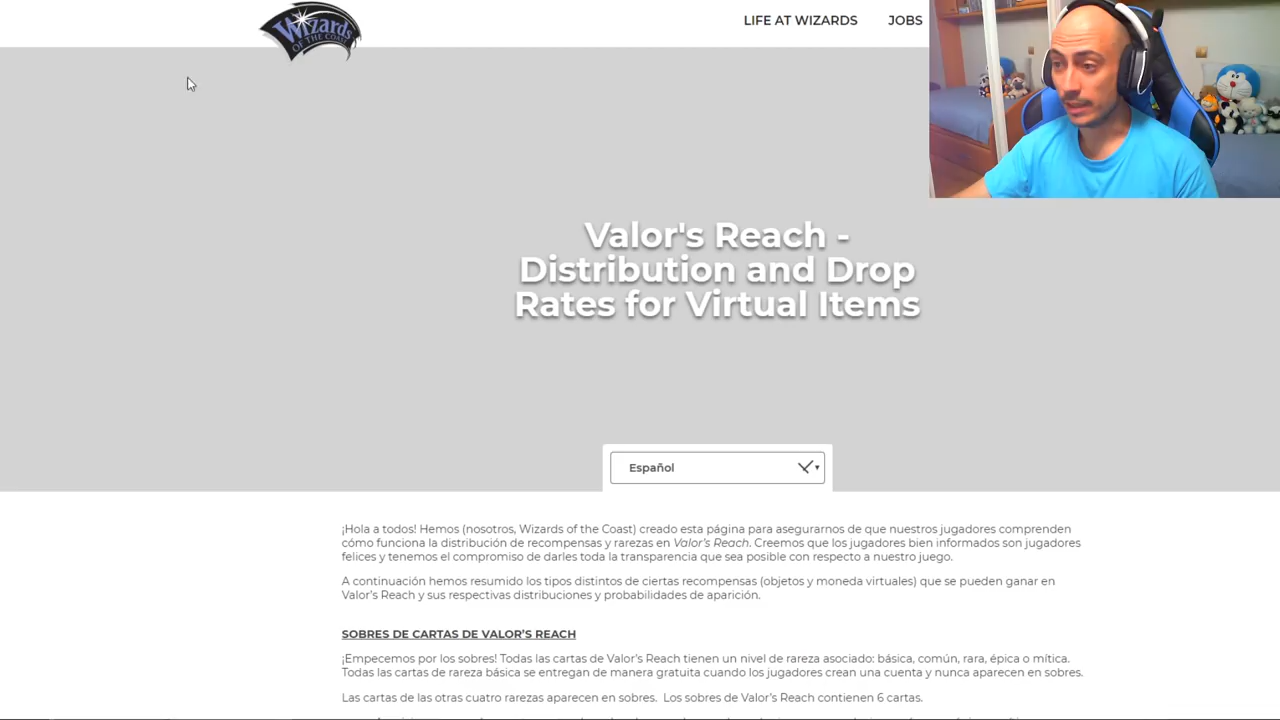 Wizards
OF THE COAST
LIFE AT WIZARDS JOBS
Valor's Reach -
Distribution and Drop
Rates for Virtual Items
Español
¡Hola a todos! Hemos (nosotros, Wizards of the Coast) creado esta página para asegurarnos de que nuestros jugadores comprenden
cómo funciona la distribución de recompensas y rarezas en Valor's Reach. Creemos que los jugadores bien informados son jugadores
felices y tenemos el compromiso de darles toda la transparencia que sea posible con respecto a nuestro juego.
A continuación hemos resumido los tipos distintos de ciertas recompensas (objetos y moneda virtuales) que se pueden ganar en
Valor's Reach y sus respectivas distribuciones y probabilidades de aparición.
SOBRES DE CARTAS DE VALOR'S REACH
¡Empecemos por los sobres! Todas las cartas de Valor's Reach tienen un nivel de rareza asociado: básica, común, rara, épica o mítica.
Todas las cartas de rareza básica se entregan de manera gratuita cuando los jugadores crean una cuenta y nunca aparecen en sobres.
Las cartas de las otras cuatro rarezas aparecen en sobres. Los sobres de Valor's Reach contienen 6 cartas.